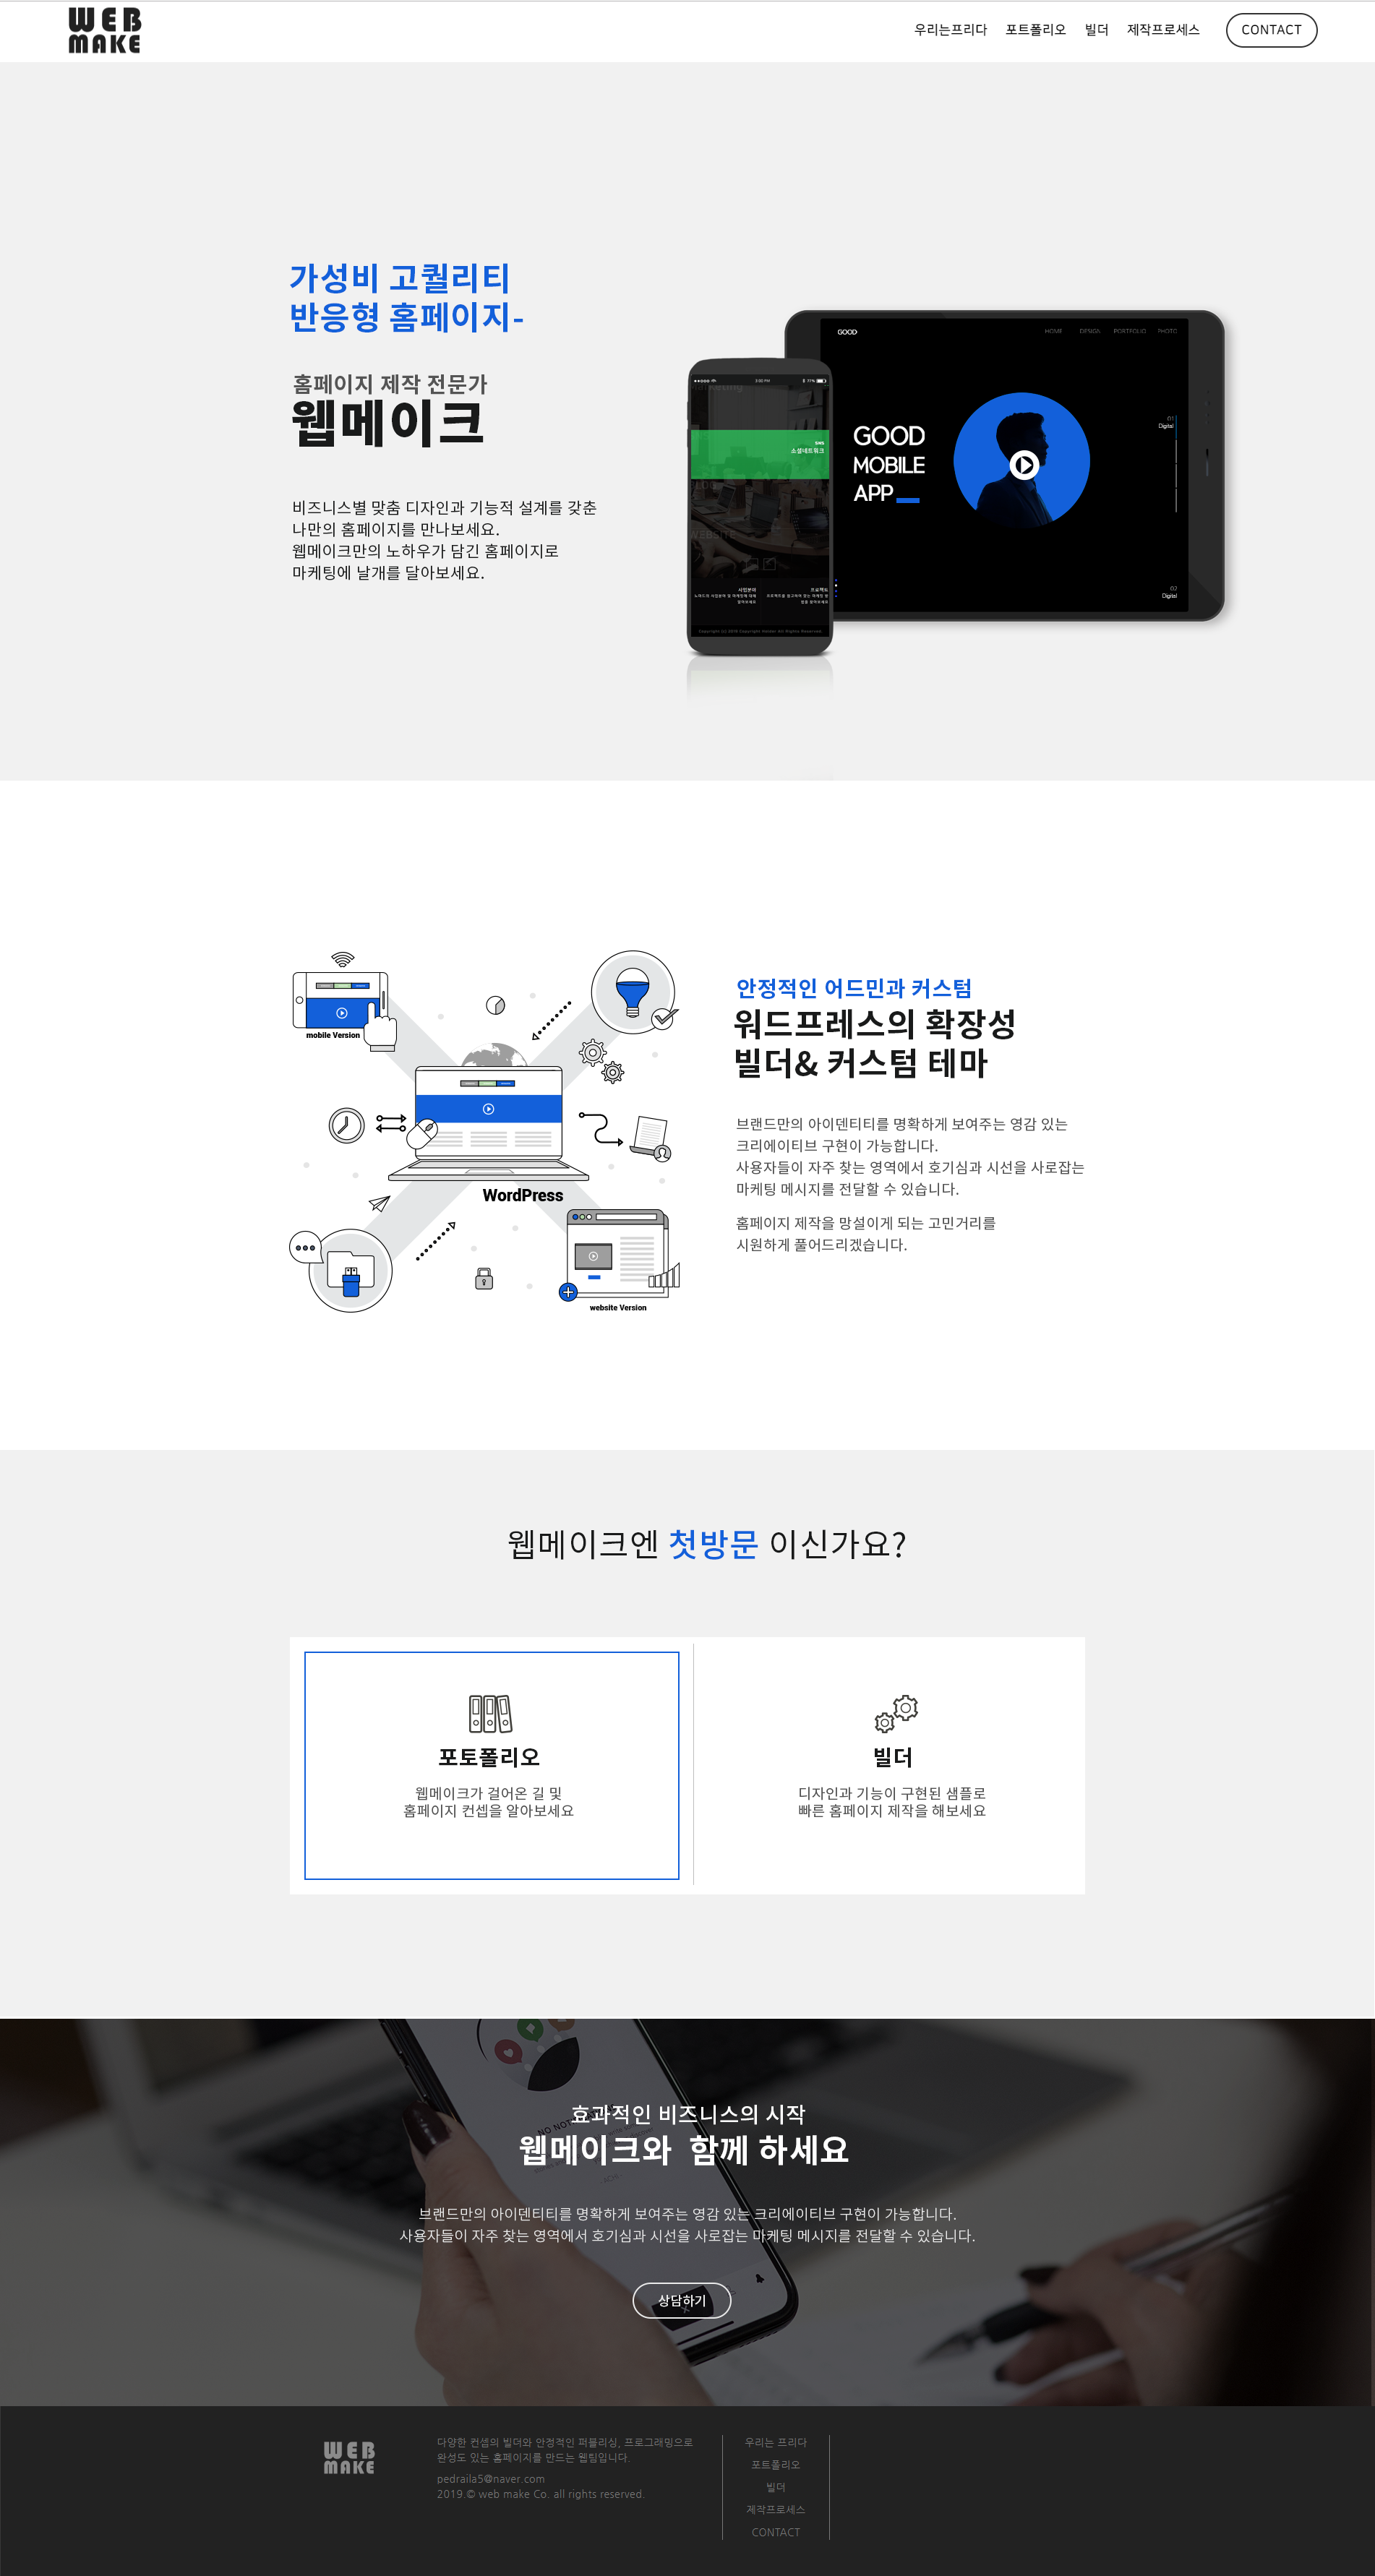 WEB
MAKE
우리는프리다 포트폴리오 빌더 제작프로세스 CONTACT
가성비 고퀄리티
반응형 홈페이지-
홈페이지 제작 전문가
웹메이크
비즈니스별 맞춤 디자인과 기능적 설계를 갖춘
나만의 홈페이지를 만나보세요.
웹메이크만의 노하우가 담긴 홈페이지로
마케팅에 날개를 달아보세요.
GOOD
HOME DESIGN PORTFOLIO PHOTO
SNS
소셜네트워크
WEBSITE
사업분야
프로젝트
GOOD
MOBILE
APP
01
Digital
02
Digital
mobile Version
WordPress
website Version
안정적인 어드민과 커스텀
워드프레스의 확장성
빌더& 커스텀 테마
브랜드만의 아이덴티티를 명확하게 보여주는 영감 있는
크리에이티브 구현이 가능합니다.
사용자들이 자주 찾는 영역에서 호기심과 시선을 사로잡는
마케팅 메시지를 전달할 수 있습니다.
홈페이지 제작을 망설이게 되는 고민거리를
시원하게 풀어드리겠습니다.
웹메이크엔 첫방문 이신가요?
포토폴리오
웹메이크가 걸어온 길 및
홈페이지 컨셉을 알아보세요
빌더
디자인과 기능이 구현된 샘플로
빠른 홈페이지 제작을 해보세요
효과적인 비즈니스의 시작
웹메이크와 함께 하세요
브랜드만의 아이덴티티를 명확하게 보여주는 영감 있는 크리에이티브 구현이 가능합니다.
사용자들이 자주 찾는 영역에서 호기심과 시선을 사로잡는 마케팅 메시지를 전달할 수 있습니다.
상담하기
WEB
MAKE
다양한 컨셉의 빌더와 안정적인 퍼블리싱, 프로그래밍으로
완성도 있는 홈페이지를 만드는 웹팀입니다.
pedraila5@naver.com
2019.© web make Co. all rights reserved.
우리는 프리다
포트폴리오
빌더
제작프로세스
CONTACT